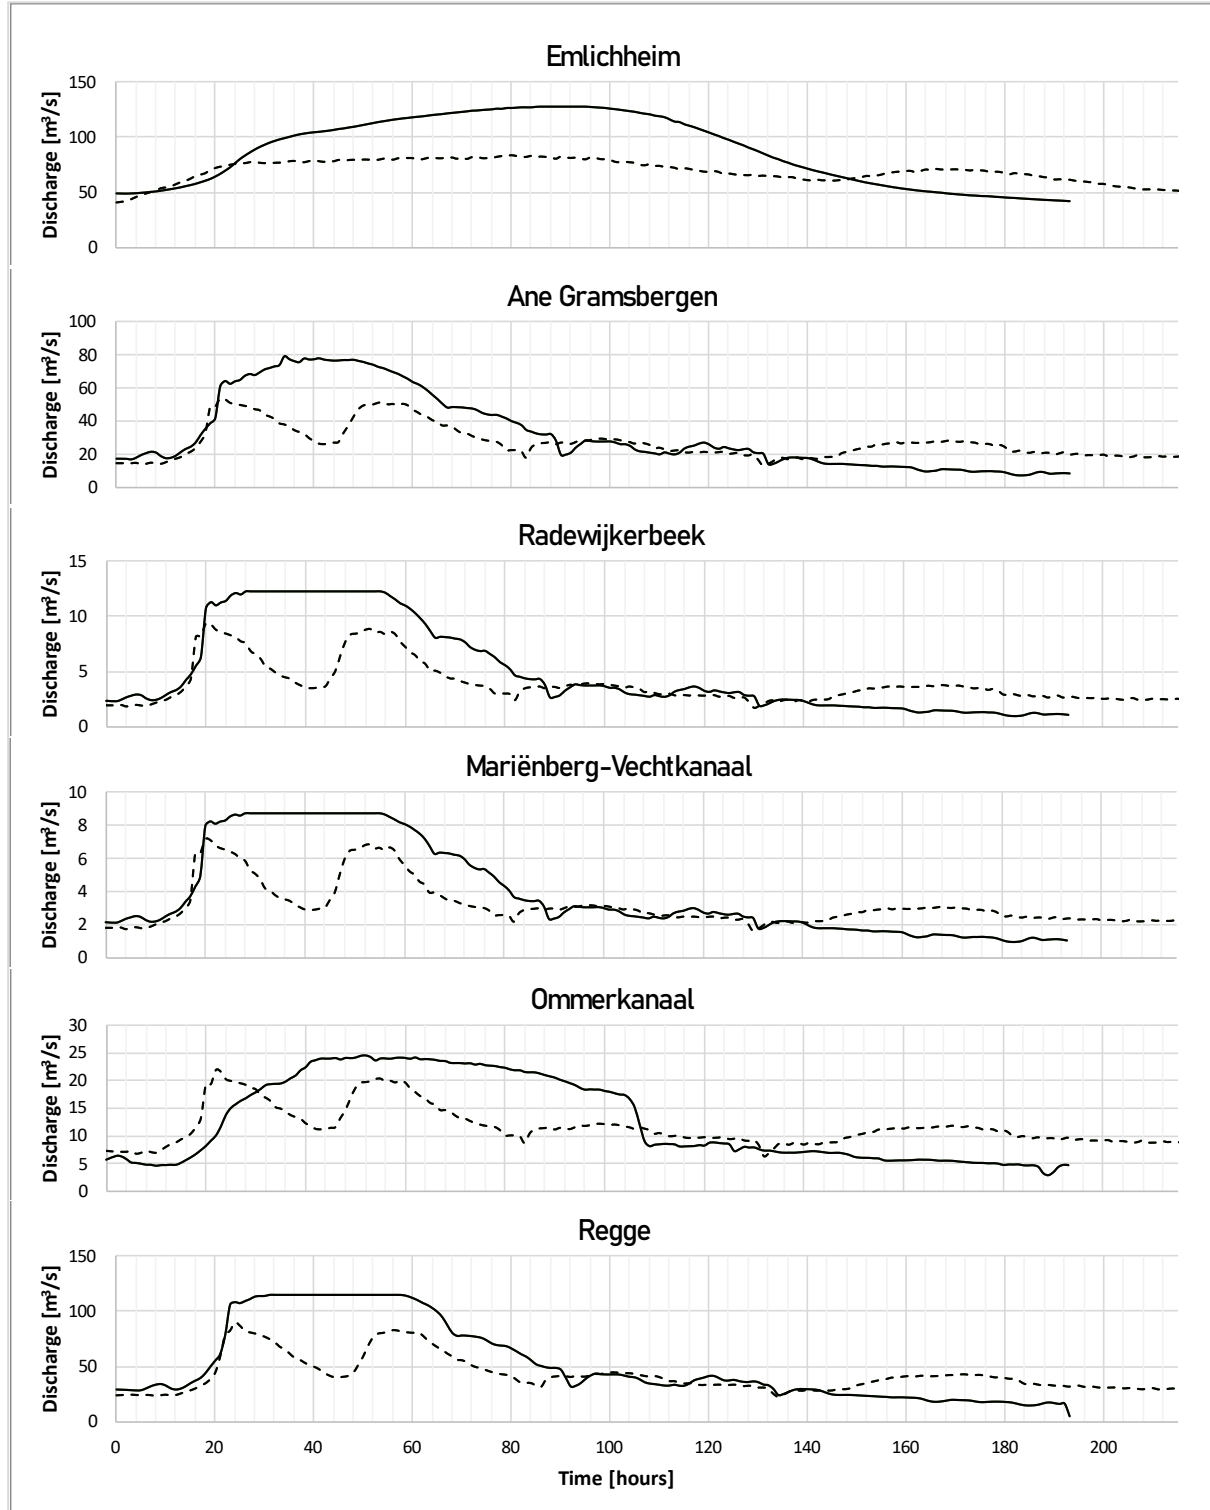 Emlichheim
Discharge [m³/s]
150
100
50
0
Ane Gramsbergen
Discharge [m³/s]
100
80
60
40
20
0
Radewijkerbeek
Discharge [m³/s]
15
10
5
0
Mariënberg-Vechtkanaal
Discharge [m³/s]
10
8
6
4
2
0
Ommerkanaal
Discharge [m³/s]
30
25
20
15
10
5
0
Regge
Discharge [m³/s]
150
100
50
0
0 20 40 60 80 100 120 140 160 180 200
Time [hours]